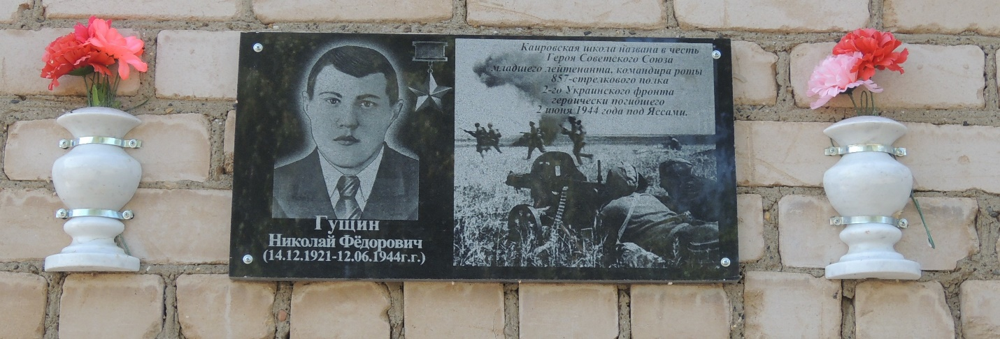 Гущин
Николай Фёдорович
(14.12.1921-12.06.1944г.г.)
Каировская школа названа в честь
Героя Советского Союза
младшего лейтенанта, командира роты
857-стрелкового полка
2-го Украинского фронта
героически погибшего
2 июня 1944 года под Яссами.